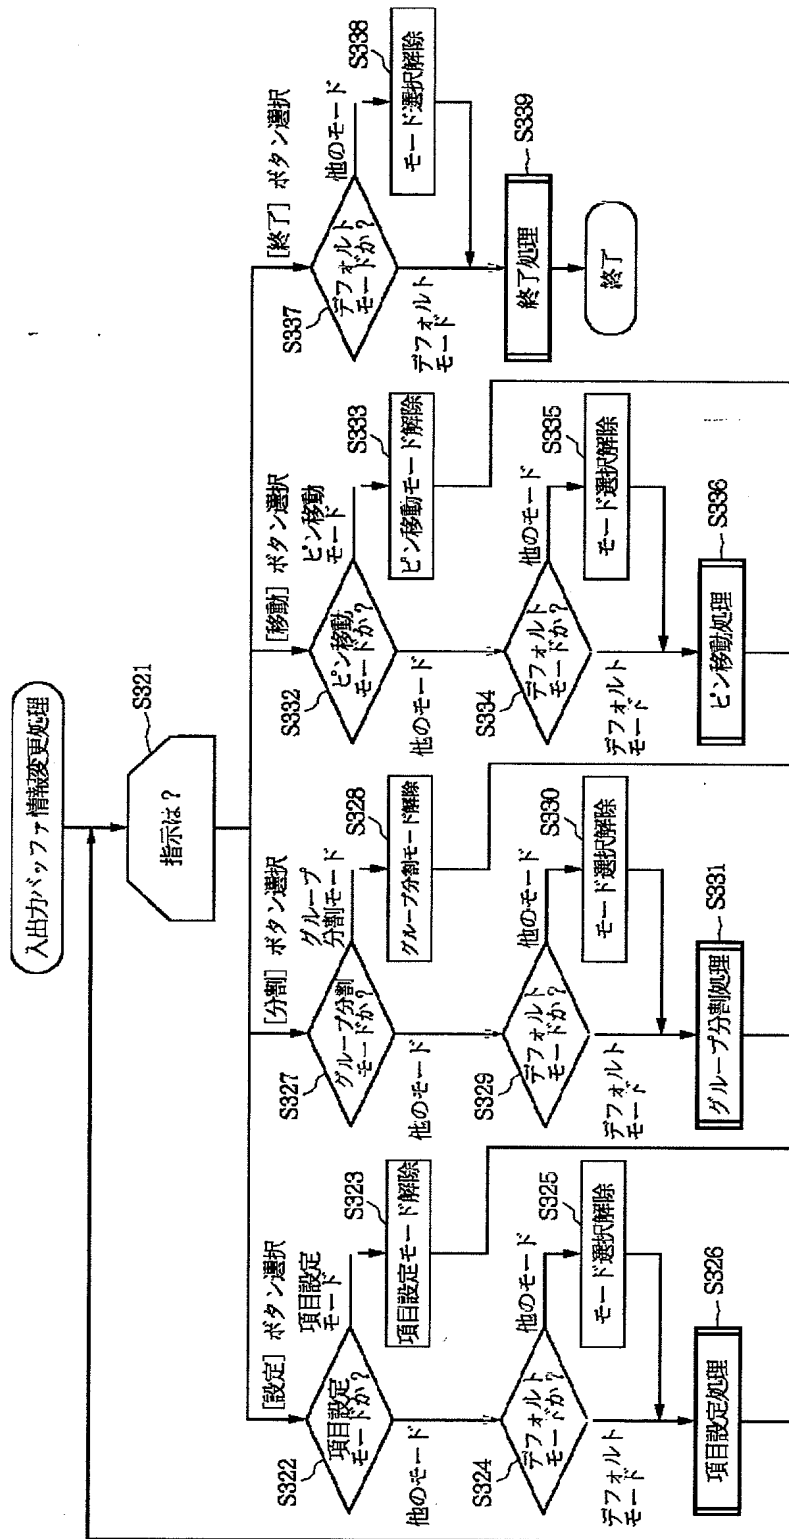 入出力バッファ情報変更処理
指示は?
S321
[設定] ボタン選択
項目設定
モードか?
S322
項目設定
モード
S323
項目設定モード解除
他のモード
デフォルト
モードか?
S324
他のモード
S325
モード選択解除
デフォルト
モード
S326
項目設定処理
[分割] ボタン選択
グループ分割
モードか?
S327
グループ
分割モード
S328
グループ分割モード解除
他のモード
デフォルト
モードか?
S329
他のモード
S330
モード選択解除
デフォルト
モード
S331
グループ分割処理
[移動] ボタン選択
ピン移動
モードか?
S332
ピン移動
モード
S333
ピン移動モード解除
他のモード
デフォルト
モードか?
S334
他のモード
S335
モード選択解除
デフォルト
モード
S336
ピン移動処理
[終了] ボタン選択
デフォルト
モードか?
S337
他のモード
S338
モード選択解除
デフォルト
モード
S339
終了処理
終了